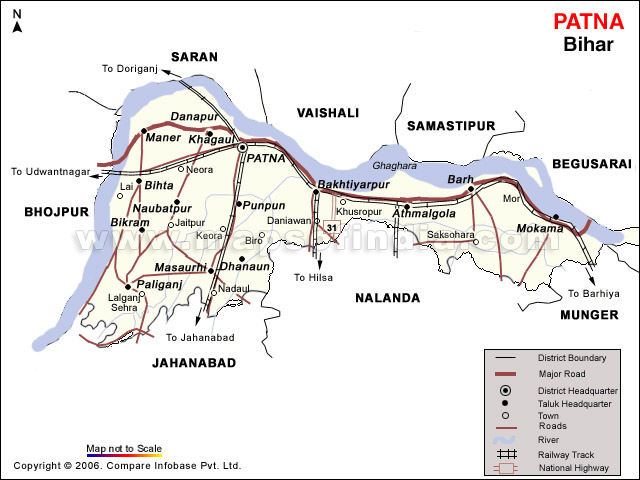 N
PATNA
Bihar
SARAN
To Doriganj
VAISHALI
SAMASTIPUR
BEGUSARAI
Danapur
Maner
Khagaul
PATNA
Ghaghara
To Udwantnagar
Neora
Lai
Bihta
Bakhtiyarpur
Barh
Mor
BHOJPUR
Naubatpur
Punpun
Khusropur
Athmalgola
Daniawan
31
Mokama
Bikram
Jaitpur
Keora
Biro
Saksohara
www.mapsofindia.com
Masaurhi
Dhanaun
To Hilsa
Paliganj
Lalganj
Sehra
Nadaul
NALANDA
To Barhiya
MUNGER
To Jahanabad
JAHANABAD
District Boundary
Major Road
District Headquarter
Taluk Headquarter
Town
Roads
River
Railway Track
National Highway
Map not to Scale
Copyright © 2006. Compare Infobase Pvt. Ltd.